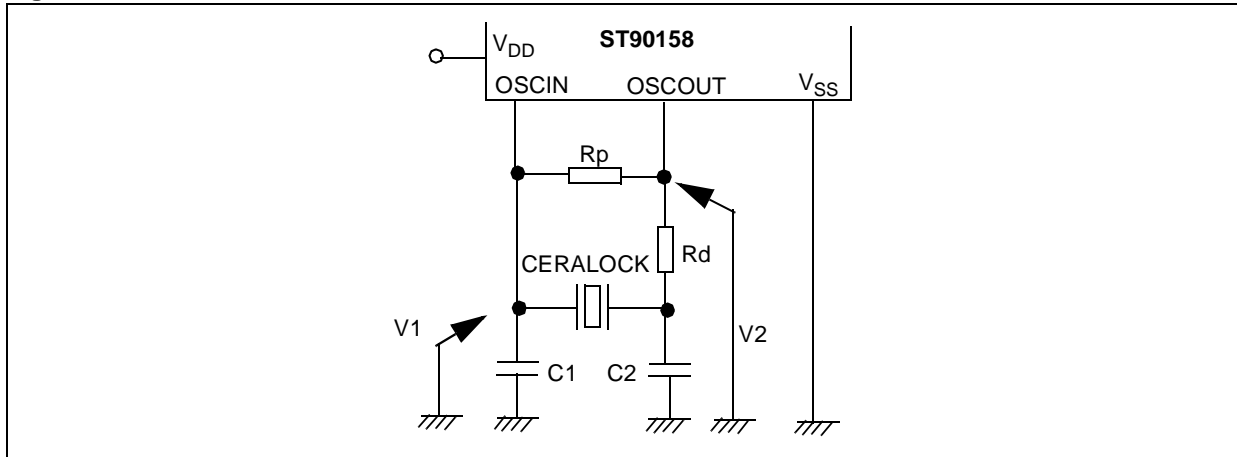 ST90158
VDD
OSCIN
OSCOUT
VSS
Rp
Rd
CERALOCK
V1
V2
C1
C2